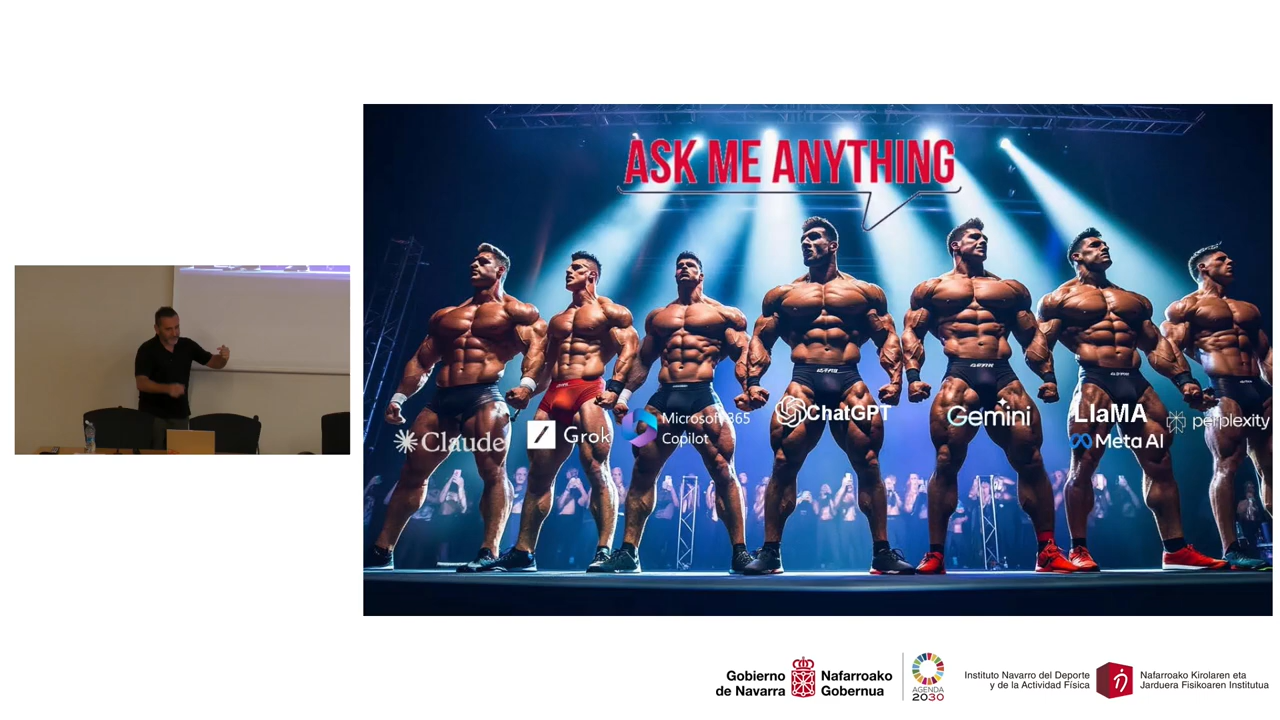 ASK ME ANYTHING
Claude
Grok
Microsoft 365
Copilot
ChatGPT
Gemini
LlaMA
Meta AI
perplexity
Gobierno
de Navarra
Nafarroako
Gobernua
AGENDA
2030
Instituto Navarro del Deporte
y de la Actividad Física
Nafarroako Kirolaren eta
Jarduera Fisikoaren Institutua